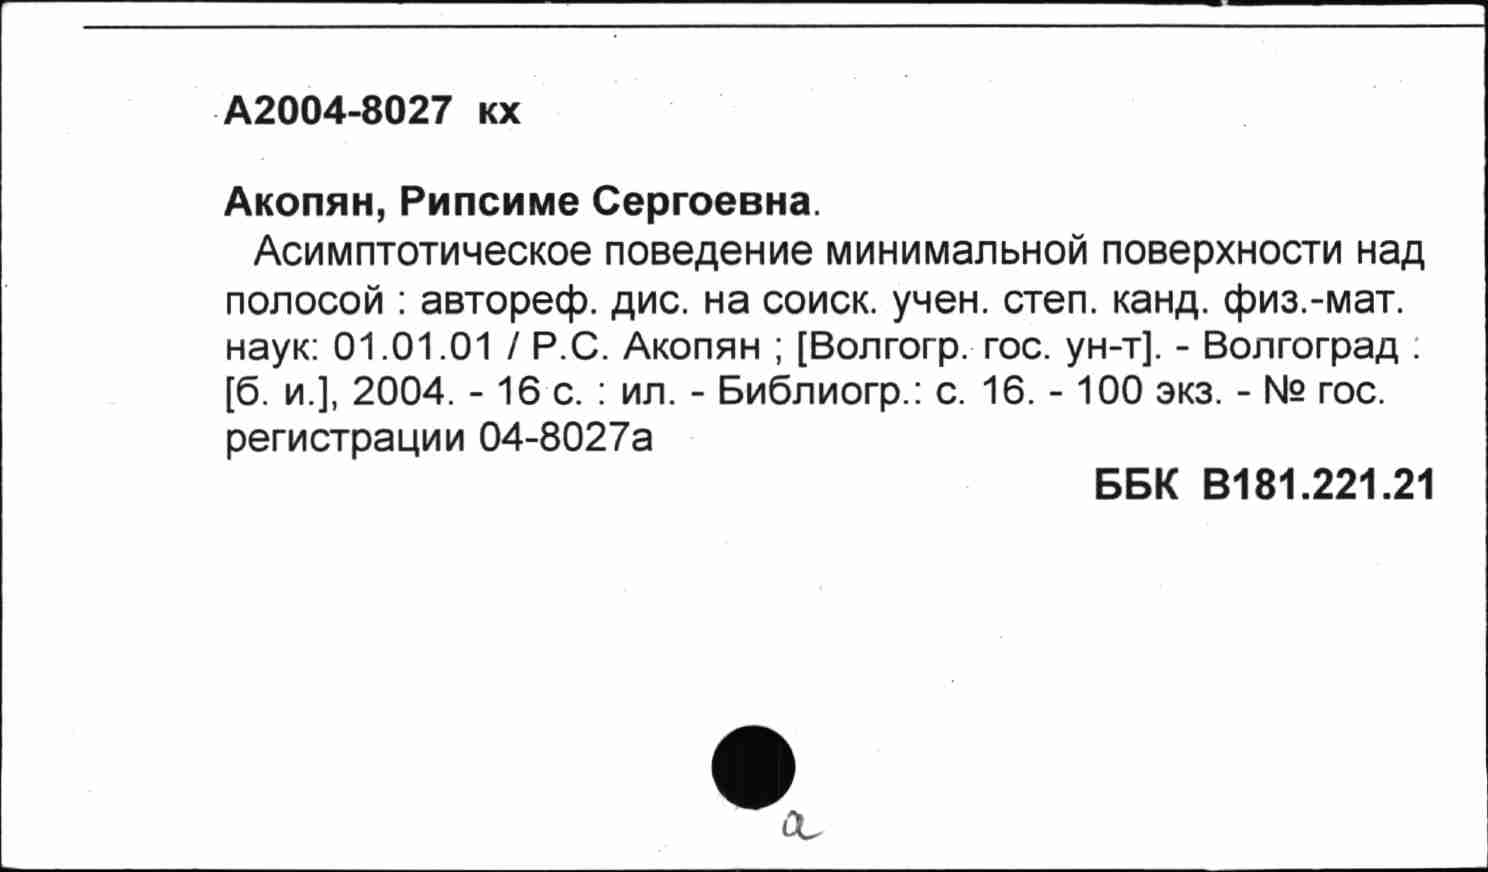 А2004-8027 кх
Акопян, Рипсиме Сергоевна.
Асимптотическое поведение минимальной поверхности над
полосой : автореф. дис. на соиск. учен. степ. канд. физ.-мат.
наук: 01.01.01 / Р.С. Акопян ; [Волгогр. гос. ун-т]. - Волгоград :
[б. и.], 2004. - 16 с. : ил. - Библиогр.: с. 16. - 100 экз. - № гос.
регистрации 04-8027а
ББК В181.221.21
а